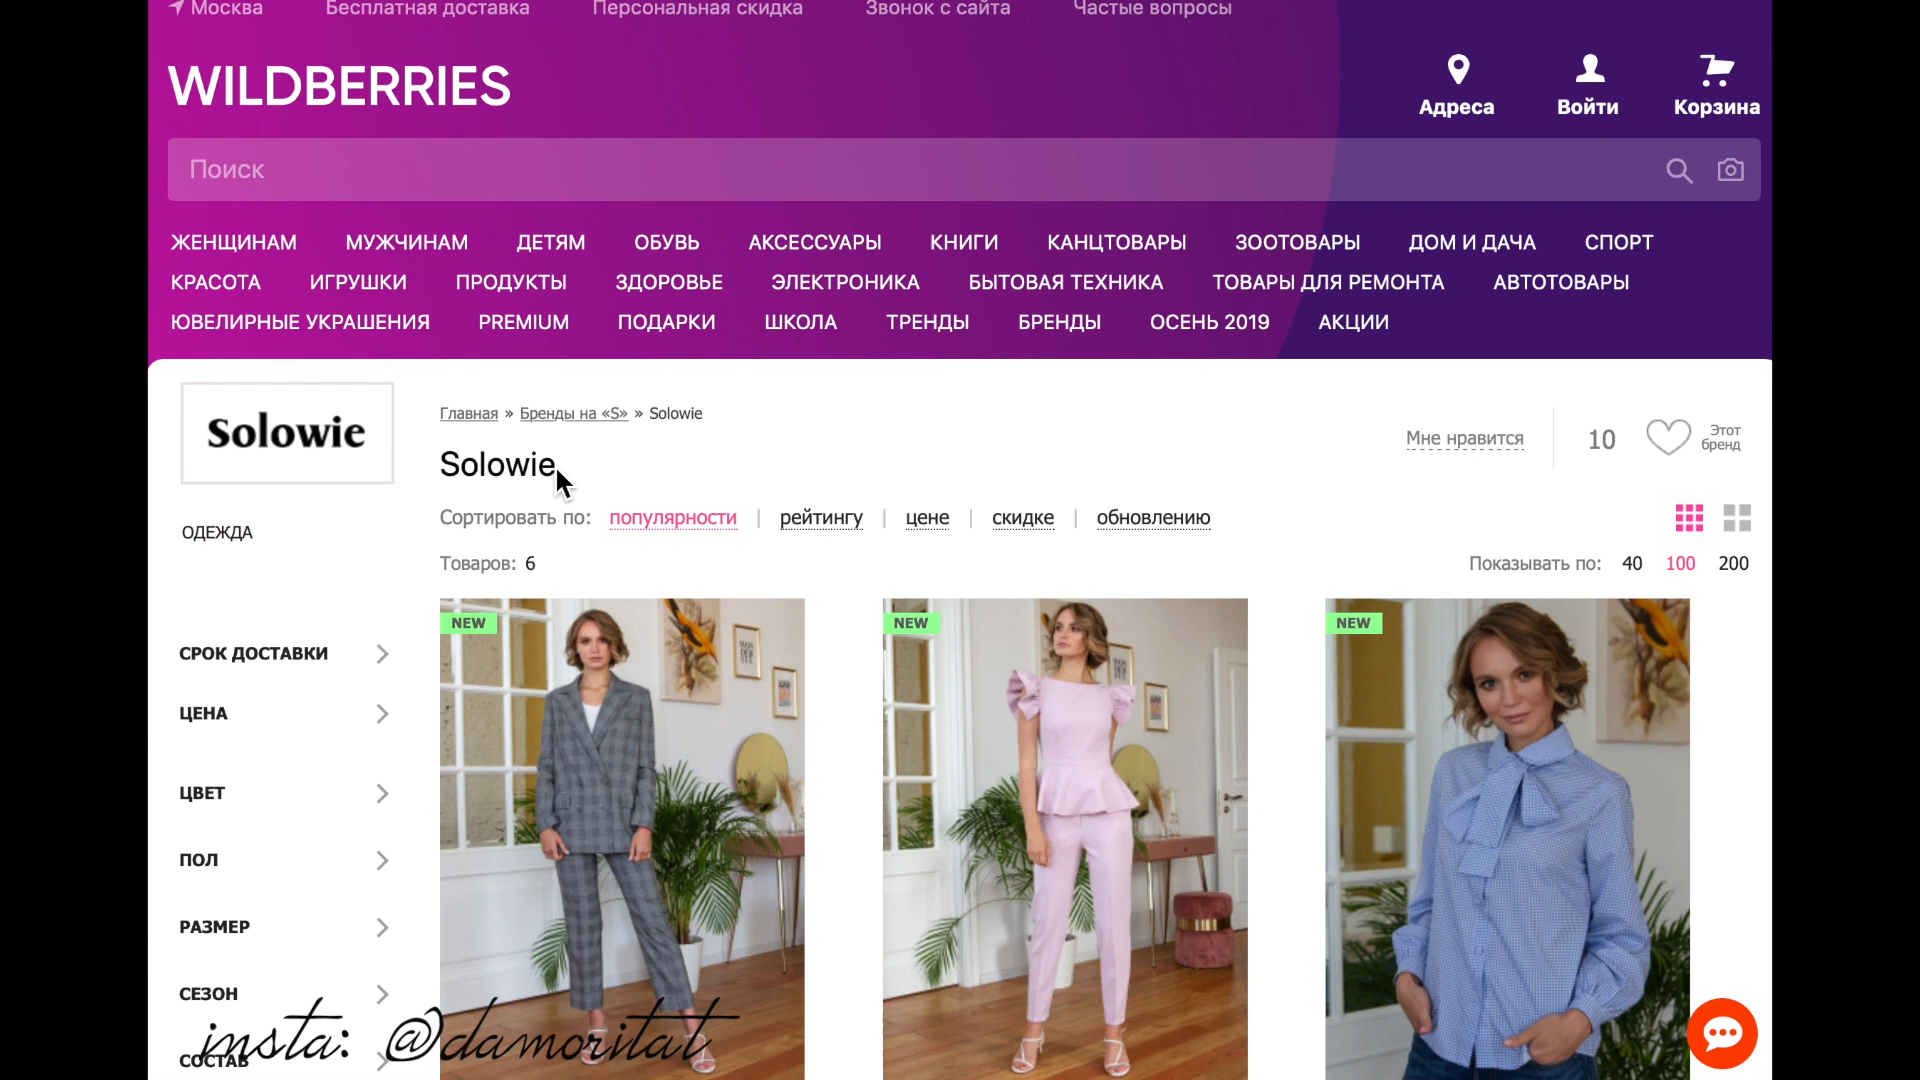 Москва Бесплатная доставка Персональная скидка Звонок с сайта Частые вопросы
WILDBERRIES
Адреса Войти Корзина
Поиск
ЖЕНЩИНАМ МУЖЧИНАМ ДЕТЯМ ОБУВЬ АКСЕССУАРЫ КНИГИ КАНЦТОВАРЫ ЗООТОВАРЫ ДОМ И ДАЧА СПОРТ
КРАСОТА ИГРУШКИ ПРОДУКТЫ ЗДОРОВЬЕ ЭЛЕКТРОНИКА БЫТОВАЯ ТЕХНИКА ТОВАРЫ ДЛЯ РЕМОНТА АВТОТОВАРЫ
ЮВЕЛИРНЫЕ УКРАШЕНИЯ PREMIUM ПОДАРКИ ШКОЛА ТРЕНДЫ БРЕНДЫ ОСЕНЬ 2019 АКЦИИ
Solowie
Главная » Бренды на «S» » Solowie
Solowie
Мне нравится 10 Этот бренд
Сортировать по: популярности | рейтингу | цене | скидке | обновлению
Товаров: 6
Показывать по: 40 100 200
ОДЕЖДА
СРОК ДОСТАВКИ
ЦЕНА
ЦВЕТ
ПОЛ
РАЗМЕР
СЕЗОН
СОСТАВ
NEW NEW NEW
insta: @damoritat